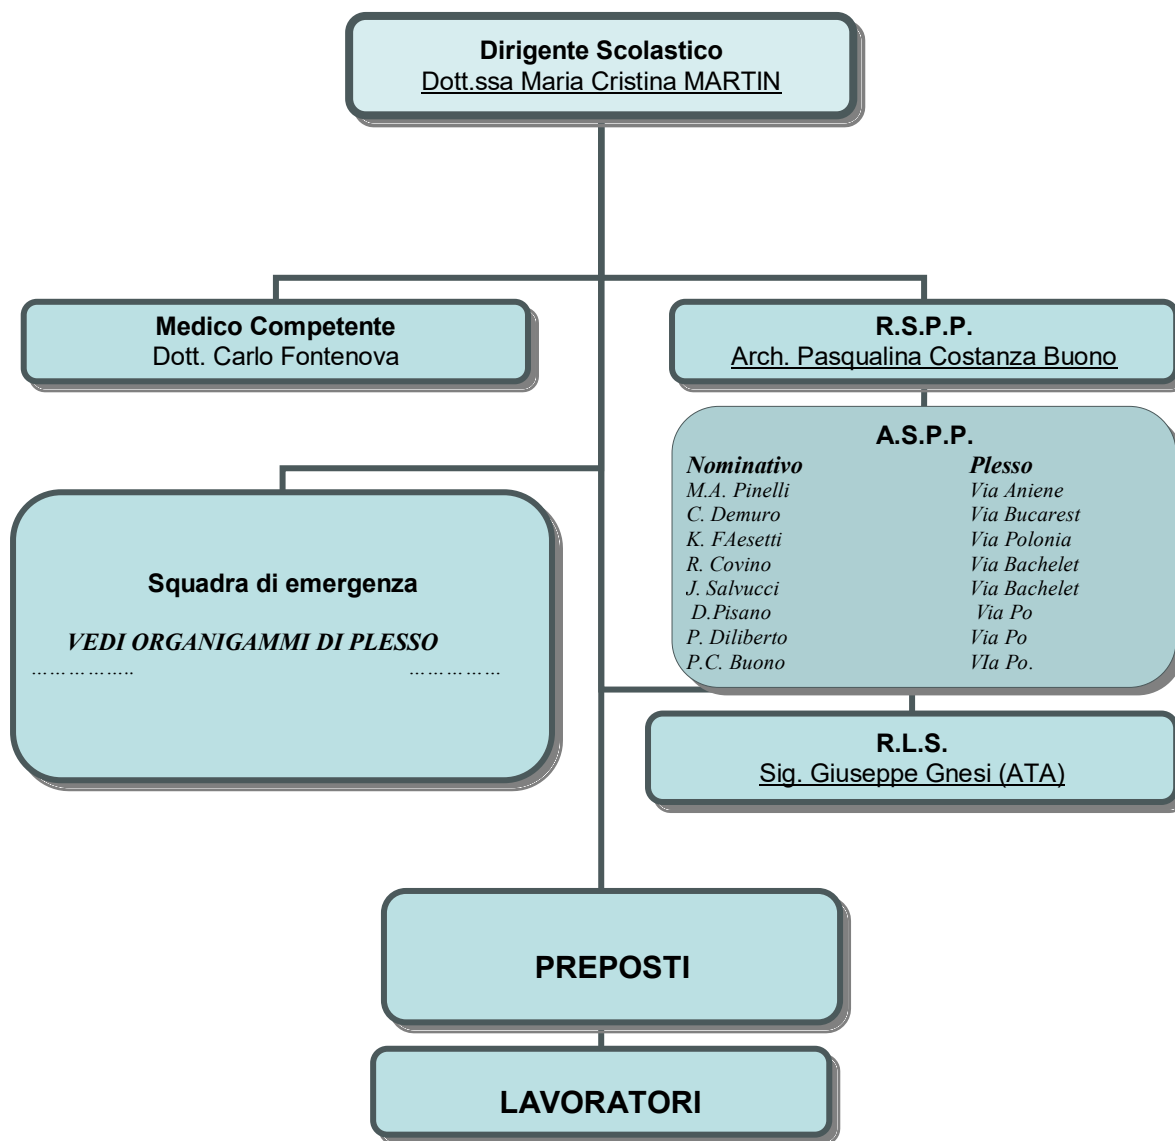 Dirigente Scolastico
Dott.ssa Maria Cristina MARTIN
Medico Competente
Dott. Carlo Fontenova
R.S.P.P.
Arch. Pasqualina Costanza Buono
A.S.P.P.
Nominativo Plesso
M.A. Pinelli Via Aniene
C. Demuro Via Bucarest
K. FAesetti Via Polonia
R. Covino Via Bachelet
J. Salvucci Via Bachelet
D.Pisano Via Po
P. Diliberto Via Po
P.C. Buono VIa Po.
Squadra di emergenza
VEDI ORGANIGAMMI DI PLESSO
…………….. ……………
R.L.S.
Sig. Giuseppe Gnesi (ATA)
PREPOSTI
LAVORATORI